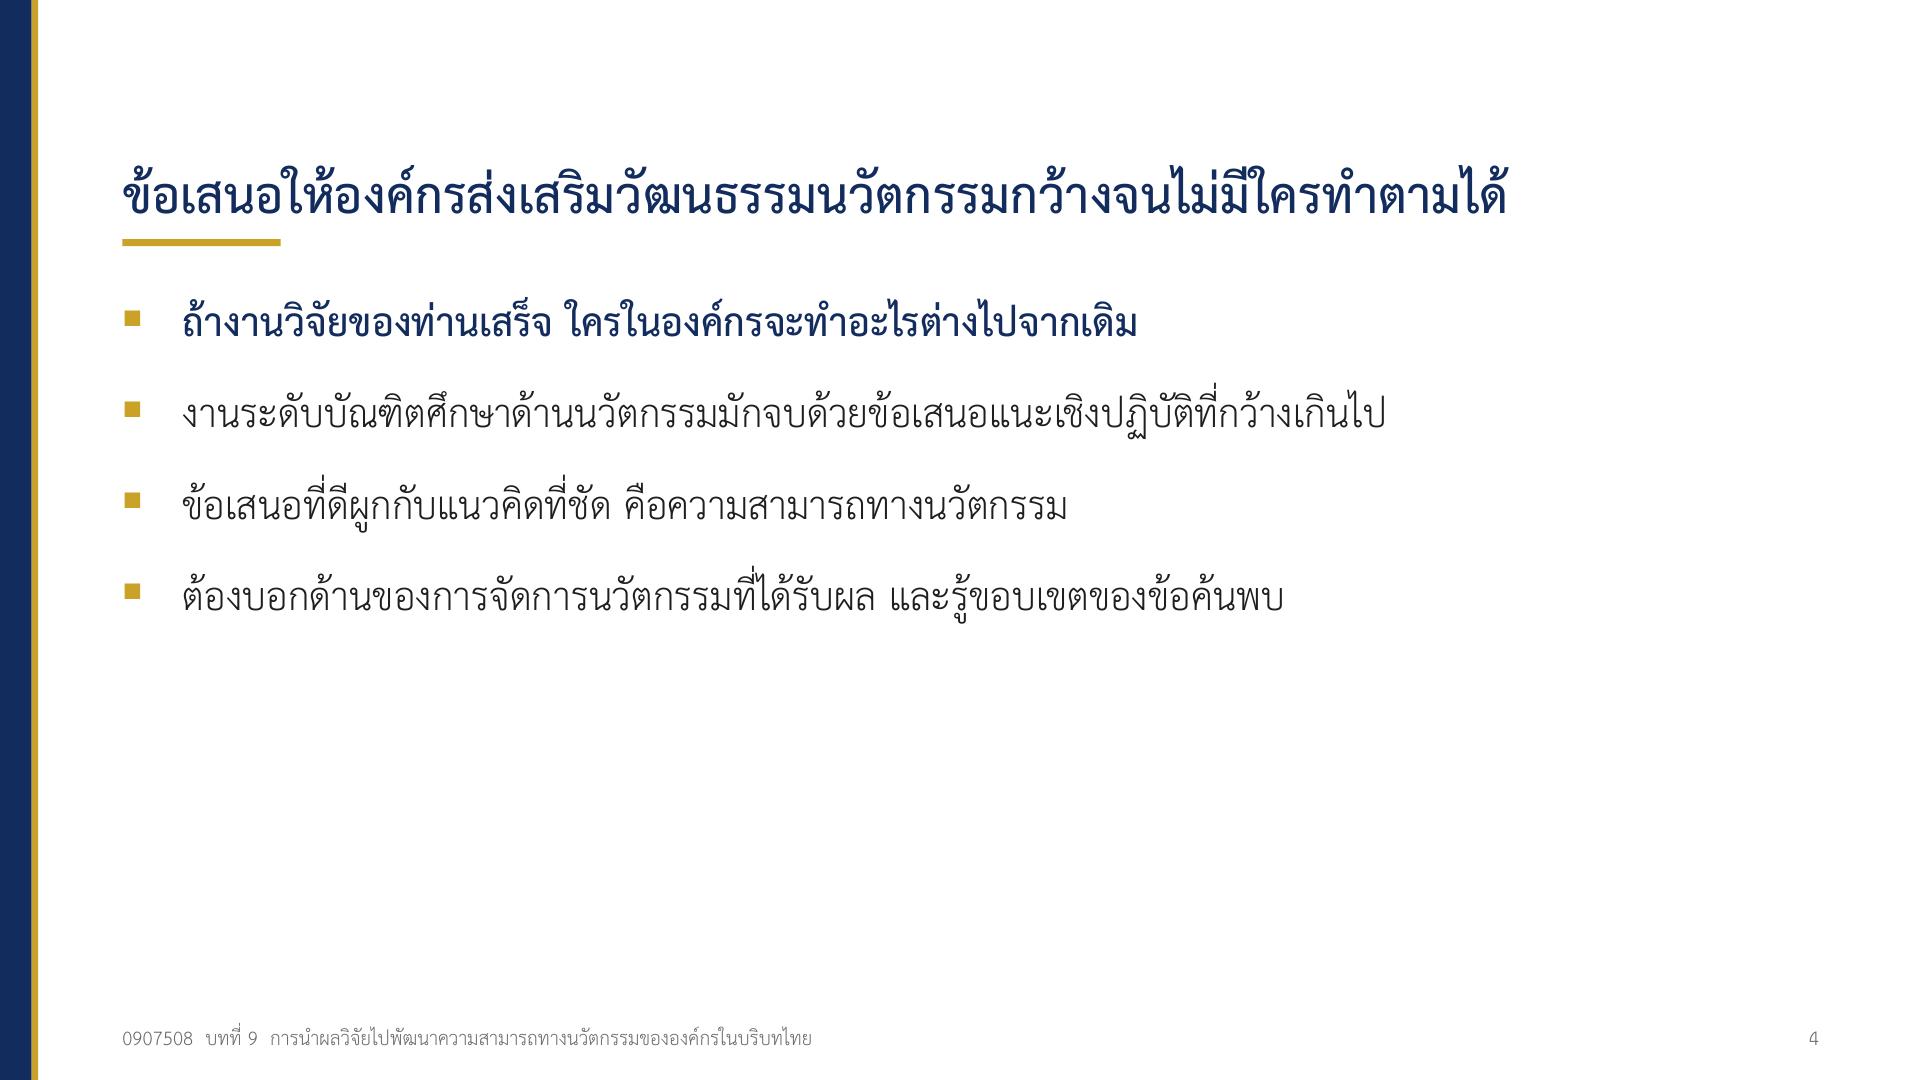 ข้อเสนอให้องค์กรส่งเสริมวัฒนธรรมนวัตกรรมกว้างจนไม่มีใครทำตามได้
ถ้างานวิจัยของท่านเสร็จ ใครในองค์กรจะทำอะไรต่างไปจากเดิม
งานระดับบัณฑิตศึกษาด้านนวัตกรรมมักจบด้วยข้อเสนอแนะเชิงปฏิบัติที่กว้างเกินไป
ข้อเสนอที่ดีผูกกับแนวคิดที่ชัด คือความสามารถทางนวัตกรรม
ต้องบอกด้านของการจัดการนวัตกรรมที่ได้รับผล และรู้ขอบเขตของข้อค้นพบ
0907508 บทที่ 9 การนำผลวิจัยไปพัฒนาความสามารถทางนวัตกรรมขององค์กรในบริบทไทย
4